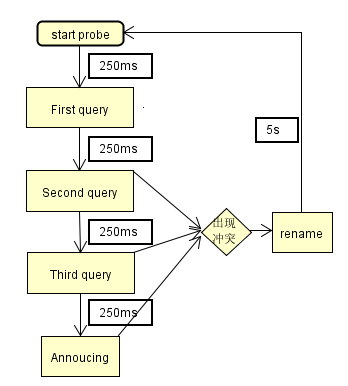 start probe
250ms
First query
250ms
Second query
250ms
Third query
250ms
Annoucing
出现
冲突
rename
5s